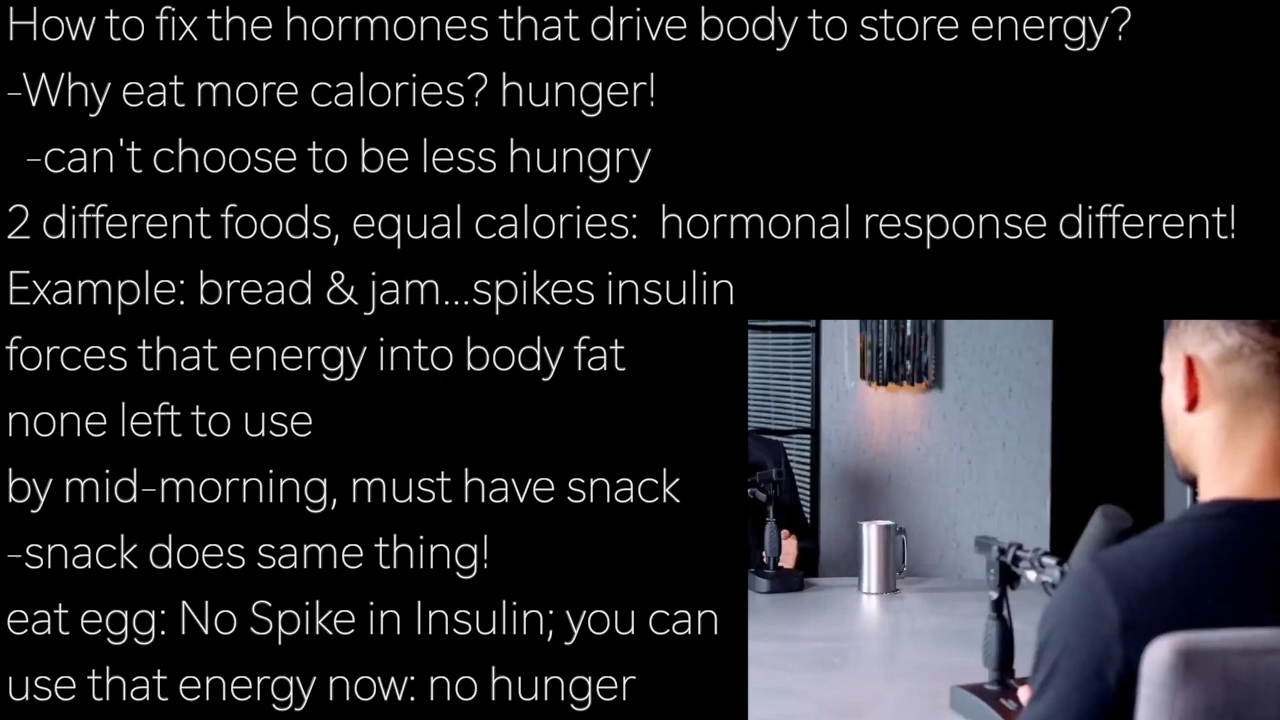 How to fix the hormones that drive body to store energy?
-Why eat more calories? hunger!
-can't choose to be less hungry
2 different foods, equal calories:  hormonal response different!
Example: bread & jam...spikes insulin
forces that energy into body fat
none left to use
by mid-morning, must have snack
-snack does same thing!
eat egg: No Spike in Insulin; you can
use that energy now: no hunger